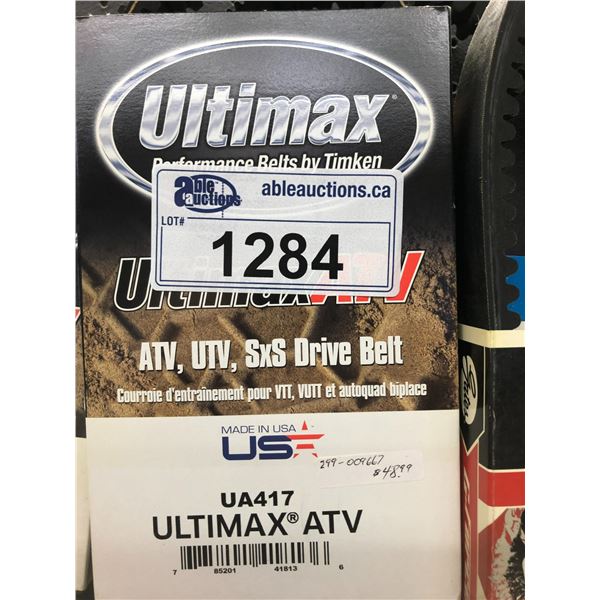 Ultimax®
Performance Belts by Timken
able auctions
ableauctions.ca
LOT#
1284
UltimaxATV
ATV, UTV, SxS Drive Belt
Courroie d'entraînement pour VTT, VUTT et autoquad biplace
MADE IN USA
USA
299-009667
$48.99
UA417
ULTIMAX® ATV
7 85201 41813 6